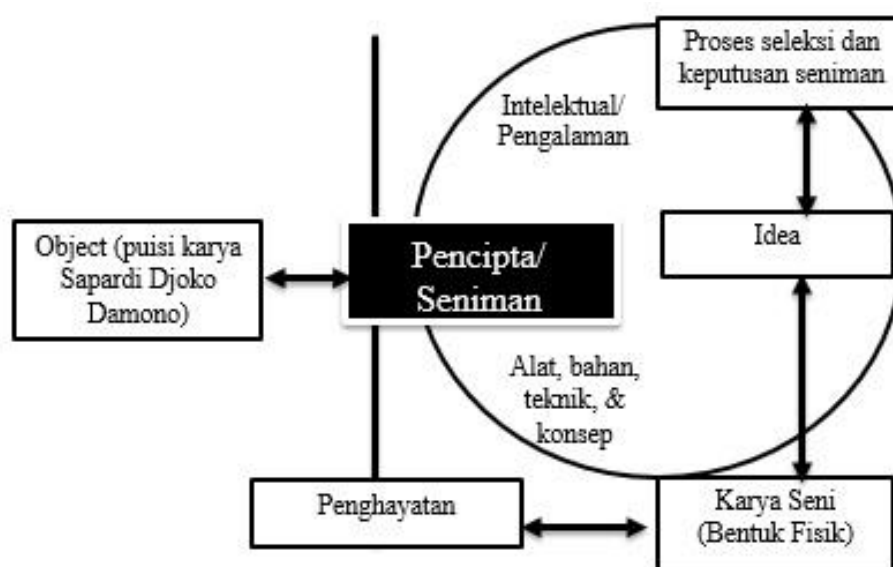 Proses seleksi dan
keputusan seniman
Intelektual/
Pengalaman
Object (puisi karya
Sapardi Djoko
Damono)
Pencipta/
Seniman
Idea
Alat, bahan,
teknik, &
konsep
Penghayatan
Karya Seni
(Bentuk Fisik)